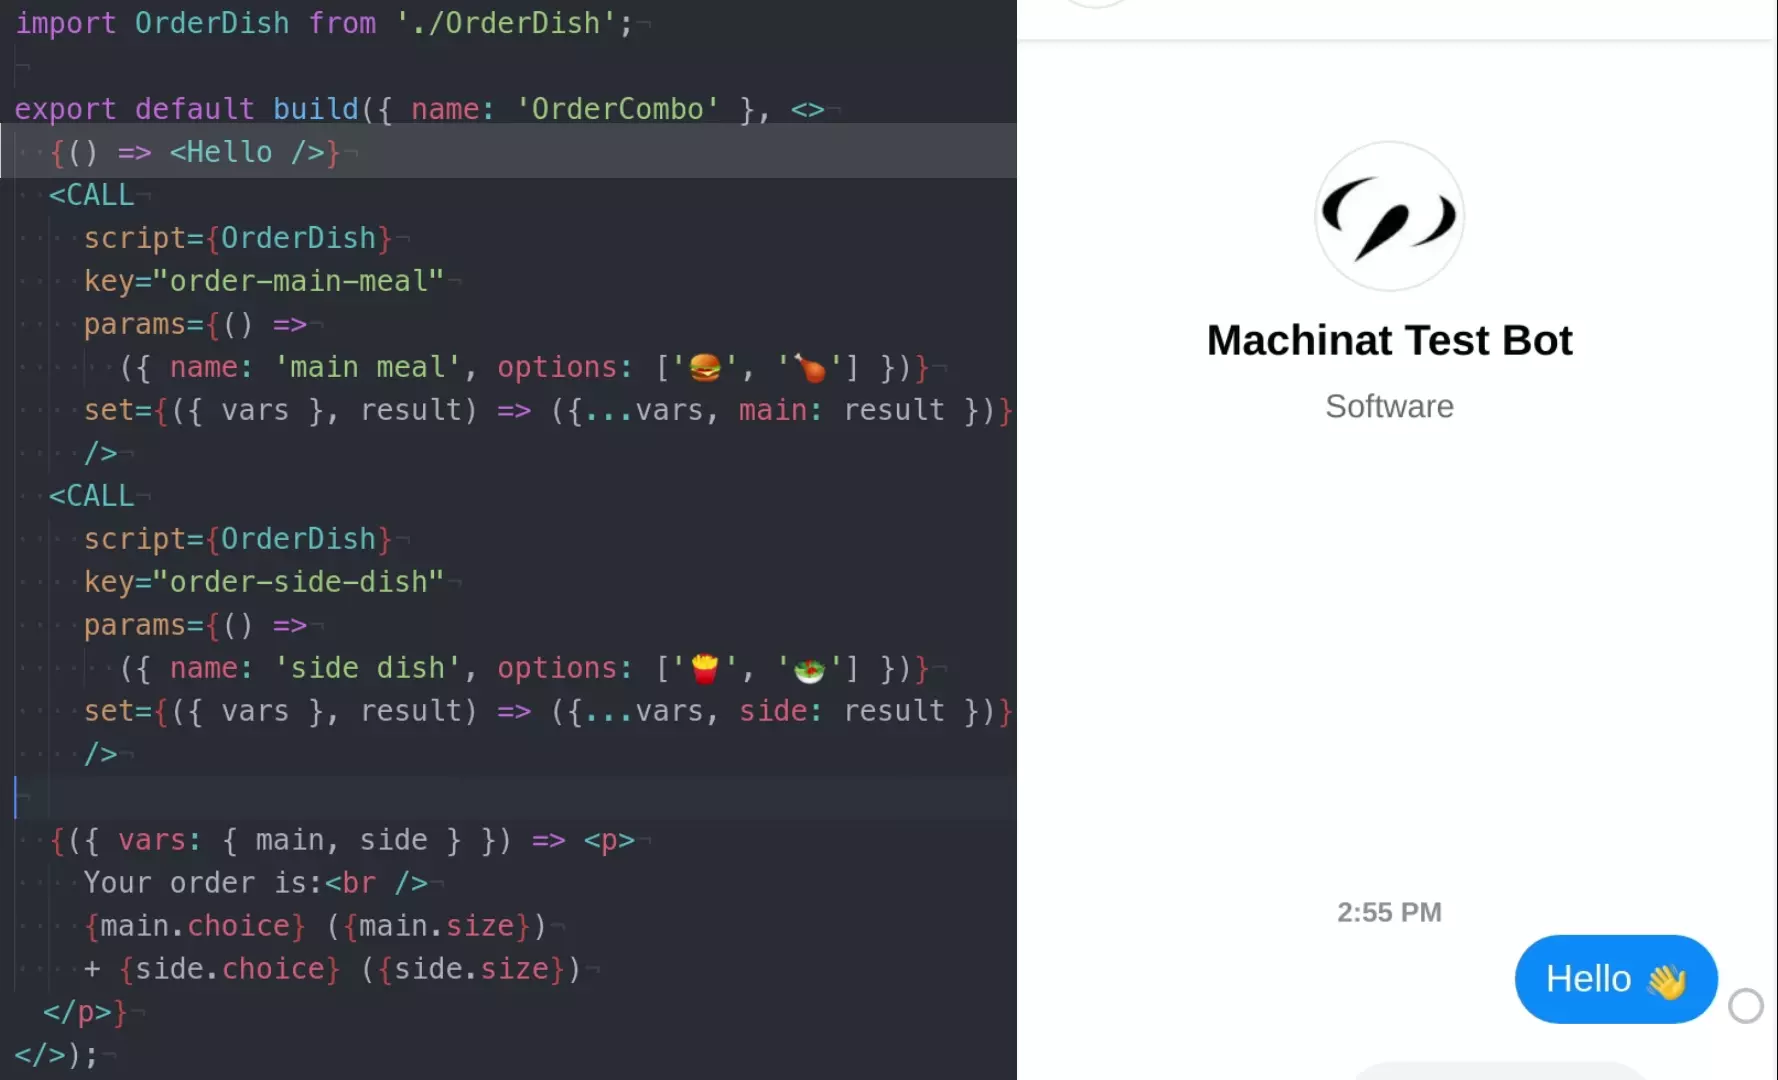 import OrderDish from './OrderDish';
export default build({ name: 'OrderCombo' }, <>
{() => <Hello />}
<CALL
script={OrderDish}
key="order-main-meal"
params={() =>
({ name: 'main meal', options: ['🍔', '🍗'] })}
set={({ vars }, result) => ({...vars, main: result })}
/>
<CALL
script={OrderDish}
key="order-side-dish"
params={() =>
({ name: 'side dish', options: ['🍟', '🥗'] })}
set={({ vars }, result) => ({...vars, side: result })}
/>
{({ vars: { main, side } }) => <p>
Your order is:<br />
{main.choice} ({main.size})
+ {side.choice} ({side.size})
</p>}
</>);
Machinat Test Bot
Software
2:55 PM
Hello 👋